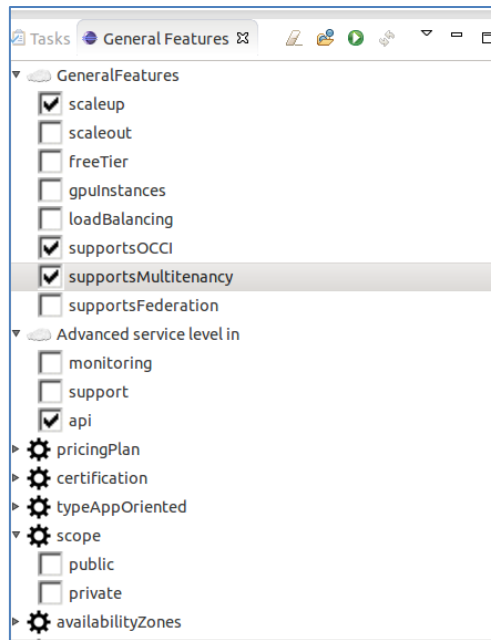 Tasks General Features
GeneralFeatures
scaleup
scaleout
freeTier
gpuInstances
loadBalancing
supportsOCCI
supportsMultitenancy
supportsFederation
Advanced service level in
monitoring
support
api
pricingPlan
certification
typeAppOriented
scope
public
private
availabilityZones